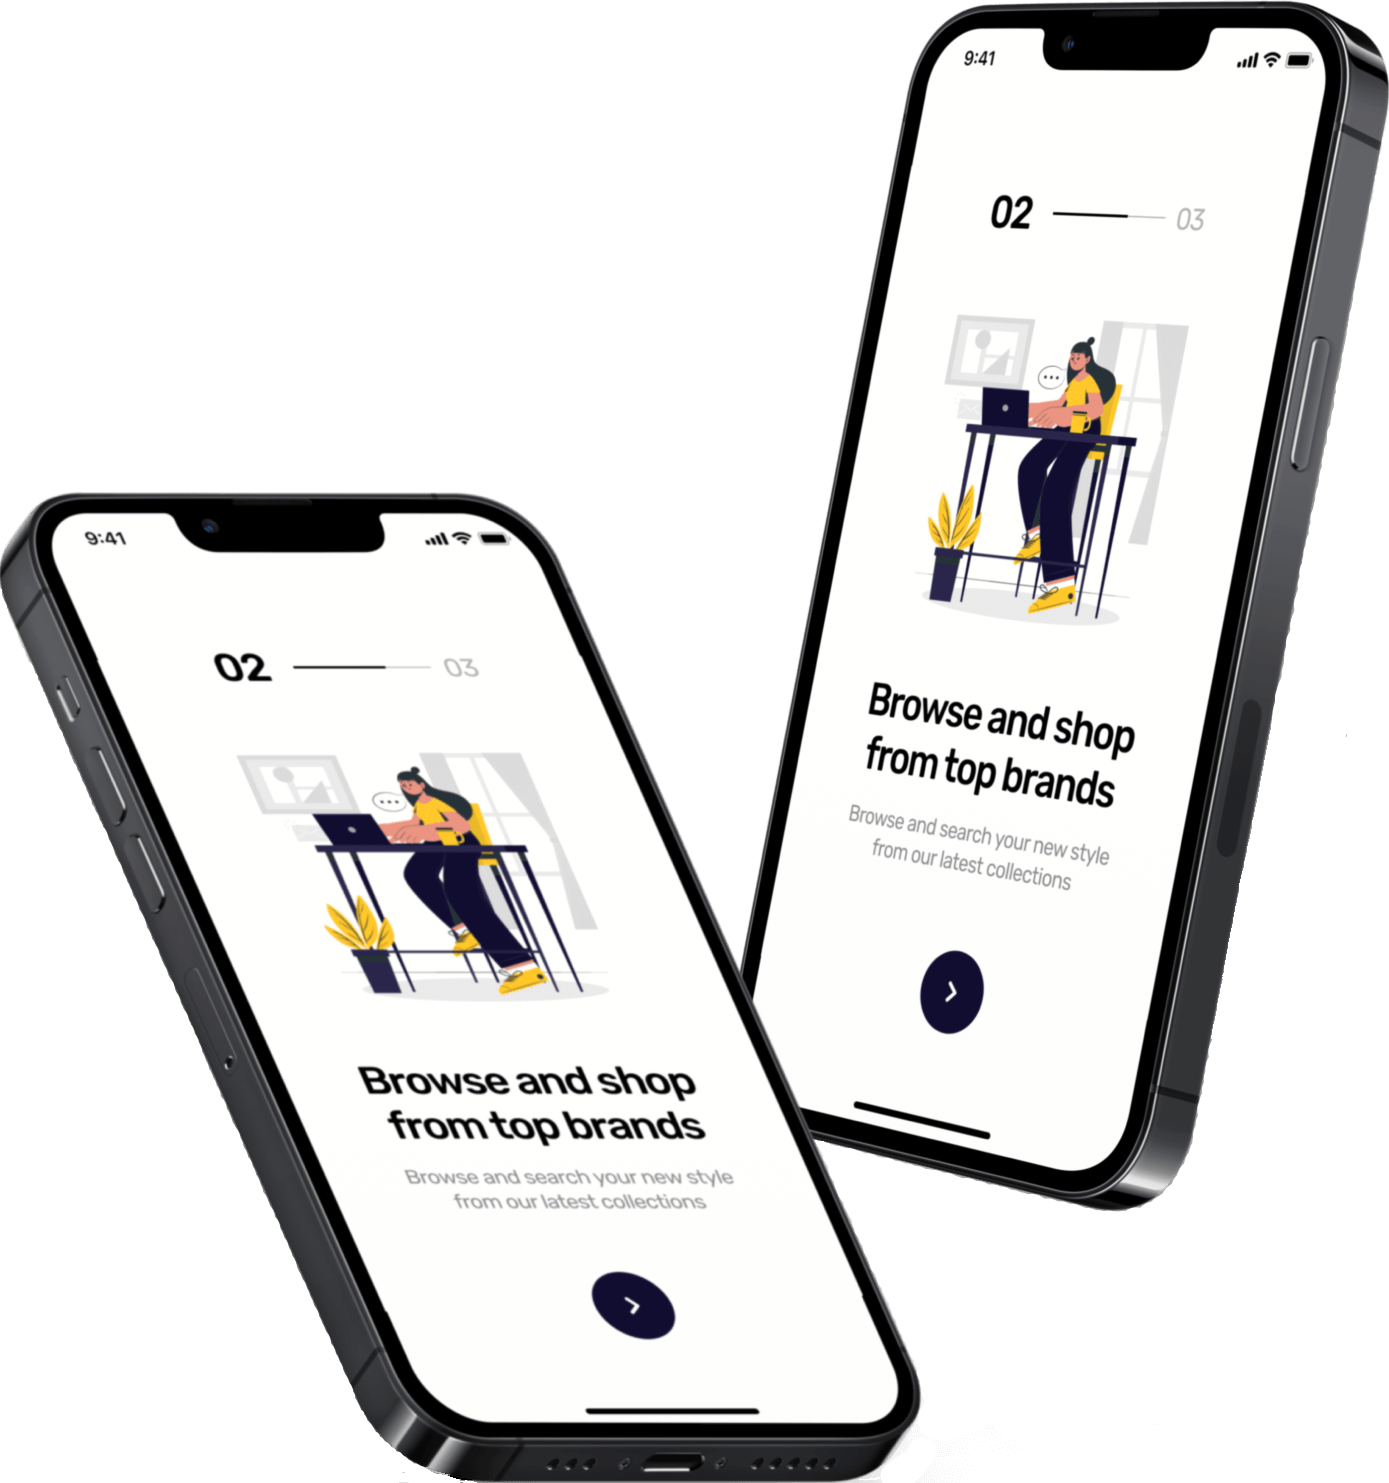 9:41
02 03
Browse and shop
from top brands
Browse and search your new style
from our latest collections
9:41
02 03
Browse and shop
from top brands
Browse and search your new style
from our latest collections